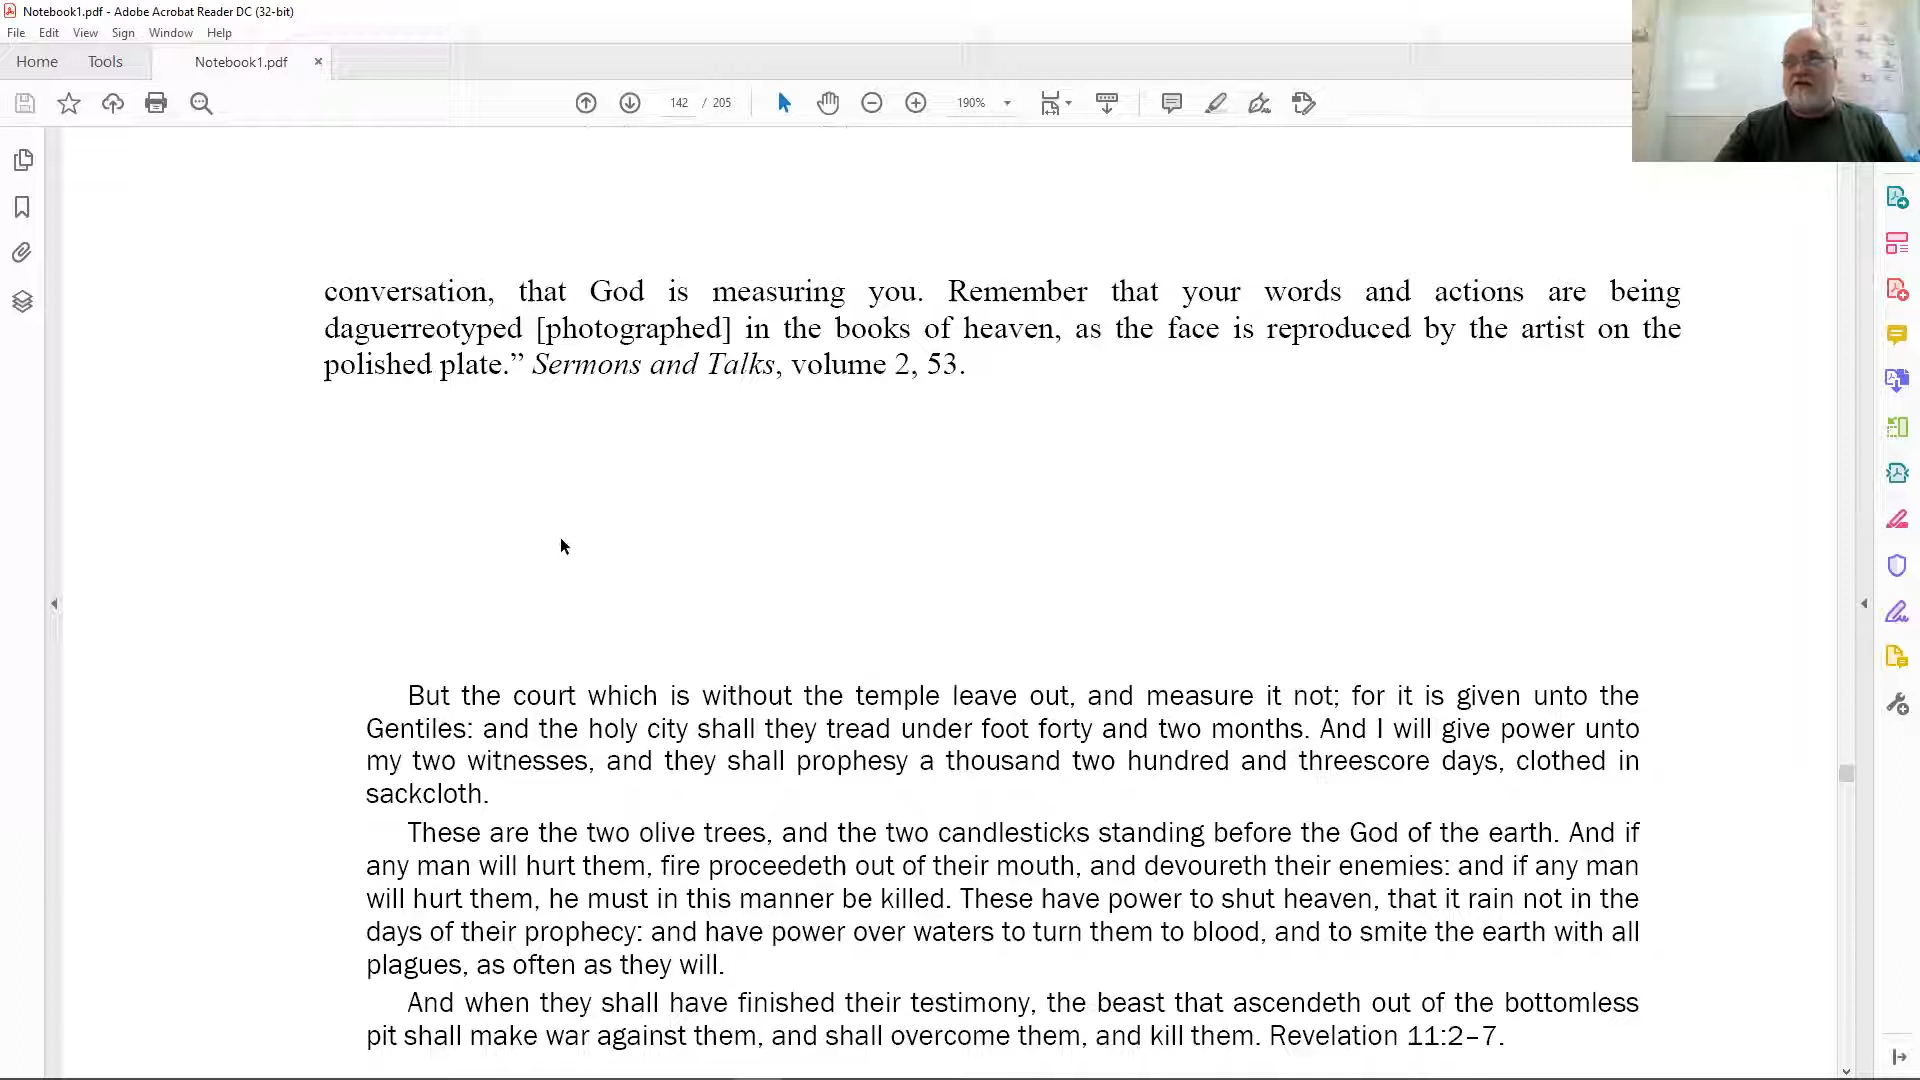 Notebook1.pdf - Adobe Acrobat Reader DC (32-bit)
File Edit View Sign Window Help
Home Tools Notebook1.pdf ×
142 / 205 190%
conversation, that God is measuring you. Remember that your words and actions are being
daguerreotyped [photographed] in the books of heaven, as the face is reproduced by the artist on the
polished plate.” Sermons and Talks, volume 2, 53.
But the court which is without the temple leave out, and measure it not; for it is given unto the
Gentiles: and the holy city shall they tread under foot forty and two months. And I will give power unto
my two witnesses, and they shall prophesy a thousand two hundred and threescore days, clothed in
sackcloth.
These are the two olive trees, and the two candlesticks standing before the God of the earth. And if
any man will hurt them, fire proceedeth out of their mouth, and devoureth their enemies: and if any man
will hurt them, he must in this manner be killed. These have power to shut heaven, that it rain not in the
days of their prophecy: and have power over waters to turn them to blood, and to smite the earth with all
plagues, as often as they will.
And when they shall have finished their testimony, the beast that ascendeth out of the bottomless
pit shall make war against them, and shall overcome them, and kill them. Revelation 11:2–7.